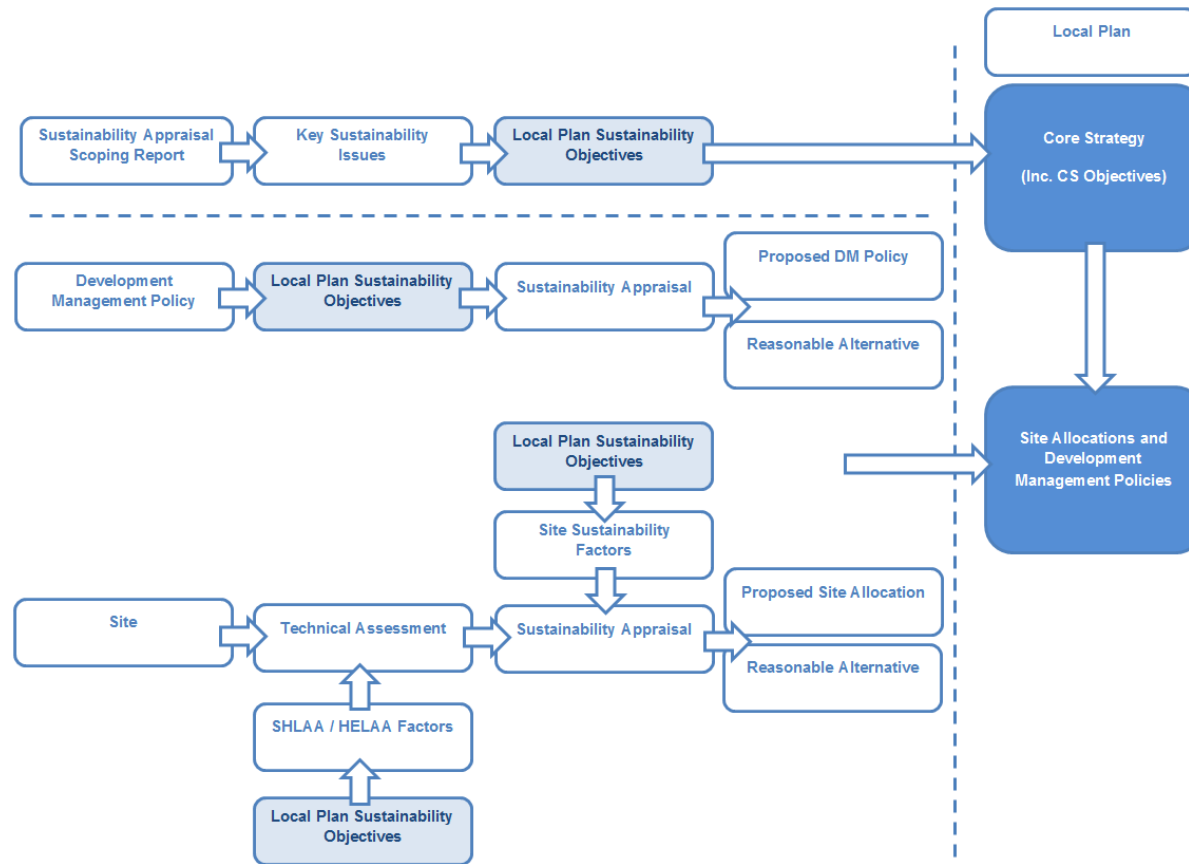 Local Plan
Sustainability Appraisal
Scoping Report
Key Sustainability
Issues
Local Plan Sustainability
Objectives
Core Strategy
(Inc. CS Objectives)
Development
Management Policy
Local Plan Sustainability
Objectives
Sustainability Appraisal
Proposed DM Policy
Reasonable Alternative
Local Plan Sustainability
Objectives
Site Allocations and
Development
Management Policies
Site Sustainability
Factors
Site
Technical Assessment
Sustainability Appraisal
Proposed Site Allocation
Reasonable Alternative
SHLAA / HELAA Factors
Local Plan Sustainability
Objectives